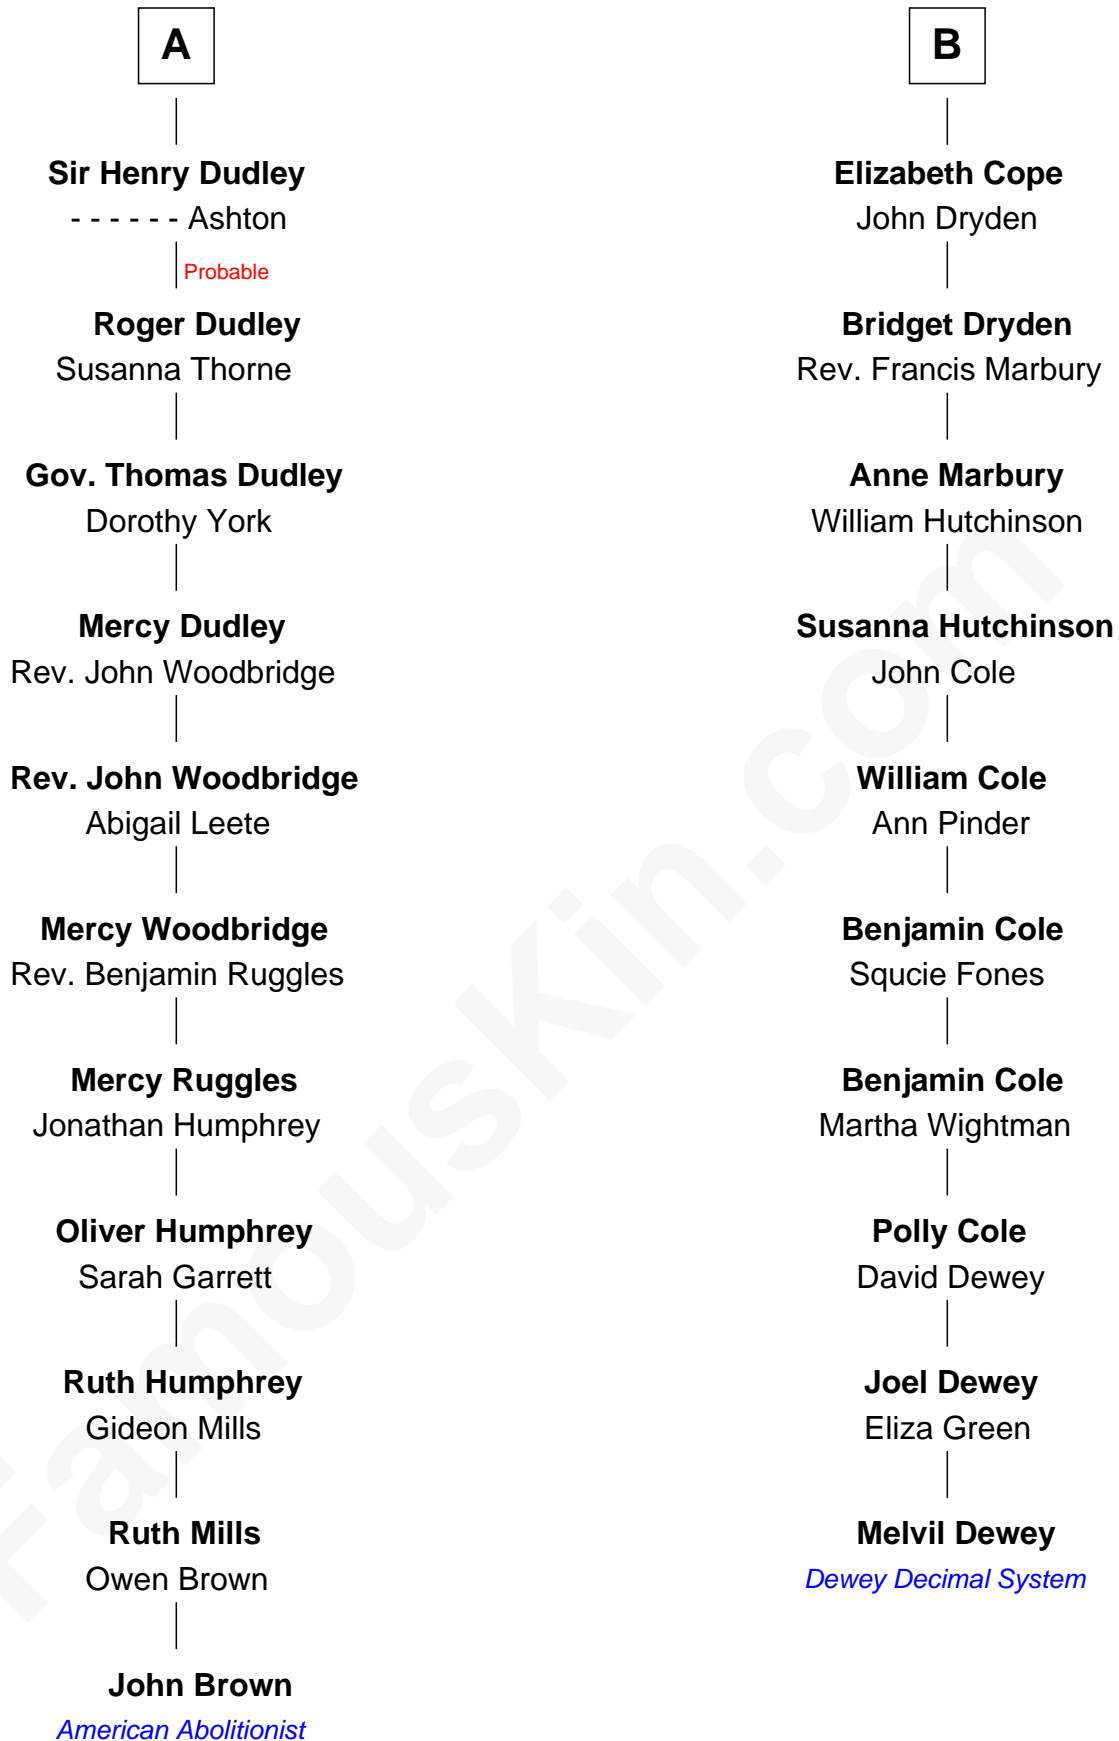 A
Sir Henry Dudley
- - - - - - Ashton
Probable
Roger Dudley
Susanna Thorne
Gov. Thomas Dudley
Dorothy York
Mercy Dudley
Rev. John Woodbridge
Rev. John Woodbridge
Abigail Leete
Mercy Woodbridge
Rev. Benjamin Ruggles
Mercy Ruggles
Jonathan Humphrey
Oliver Humphrey
Sarah Garrett
Ruth Humphrey
Gideon Mills
Ruth Mills
Owen Brown
John Brown
American Abolitionist
B
Elizabeth Cope
John Dryden
Bridget Dryden
Rev. Francis Marbury
Anne Marbury
William Hutchinson
Susanna Hutchinson
John Cole
William Cole
Ann Pinder
Benjamin Cole
Squcie Fones
Benjamin Cole
Martha Wightman
Polly Cole
David Dewey
Joel Dewey
Eliza Green
Melvil Dewey
Dewey Decimal System
FamousKin.com